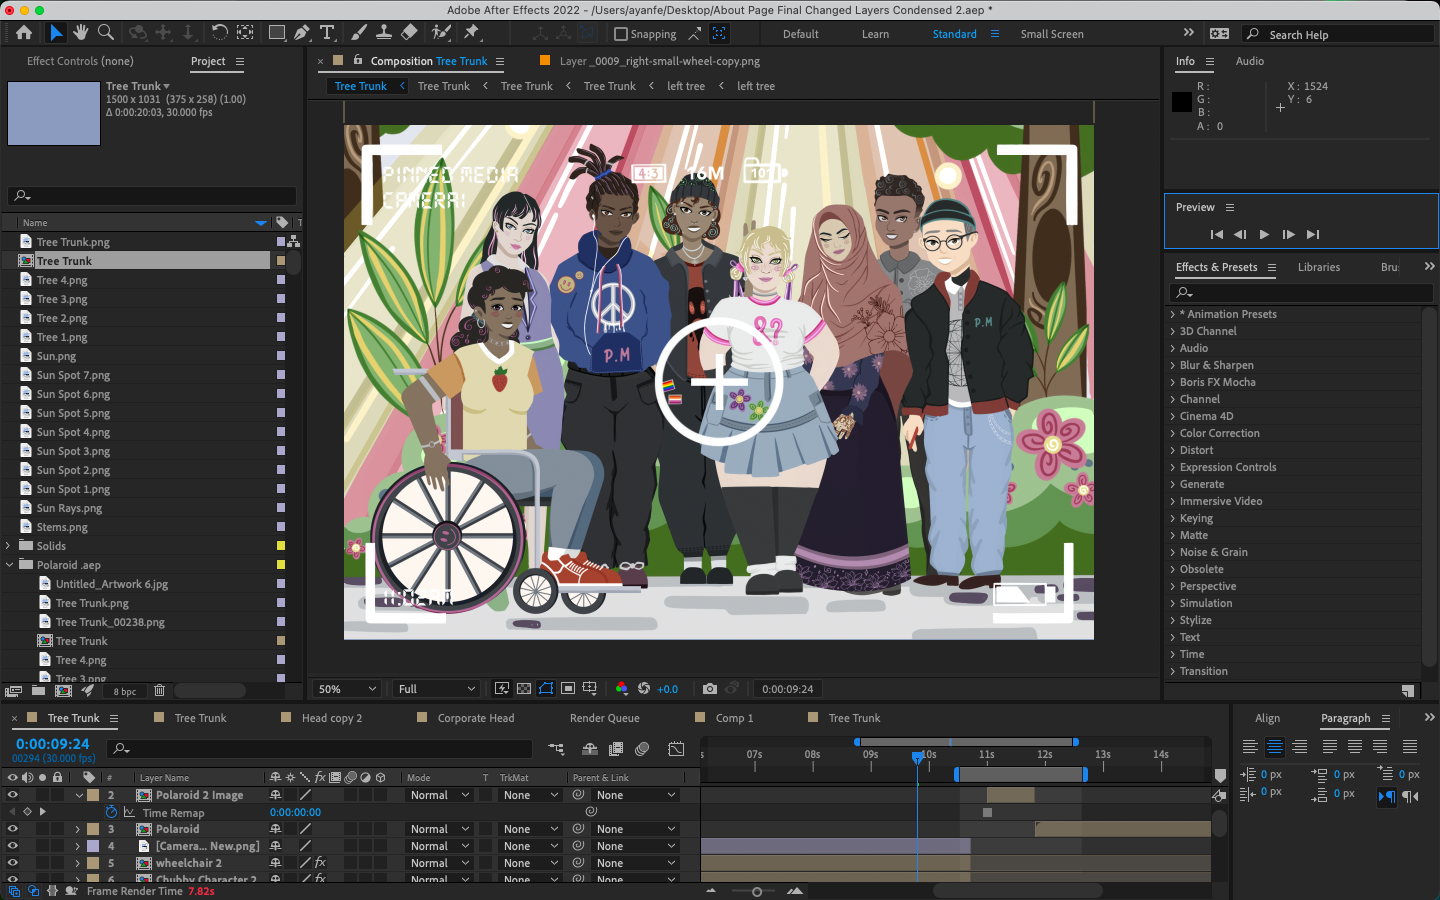 Adobe After Effects 2022 - /Users/ayanfe/Desktop/About Page Final Changed Layers Condensed 2.aep *
Snapping
Default
Learn
Standard
Small Screen
Search Help
Effect Controls (none)
Project
Tree Trunk
1500 x 1031 (375 x 258) (1.00)
Δ 0:00:20:03, 30.000 fps
Name
T
Tree Trunk.png
Tree Trunk
Tree 4.png
Tree 3.png
Tree 2.png
Tree 1.png
Sun.png
Sun Spot 7.png
Sun Spot 6.png
Sun Spot 5.png
Sun Spot 4.png
Sun Spot 3.png
Sun Spot 2.png
Sun Spot 1.png
Sun Rays.png
Stems.png
Solids
Polaroid .aep
Untitled_Artwork 6.jpg
Tree Trunk.png
Tree Trunk_00238.png
Tree Trunk
Tree 4.png
Tree 3.png
8 bpc
Composition Tree Trunk
Layer _0009_right-small-wheel-copy.png
Tree Trunk
Tree Trunk
Tree Trunk
Tree Trunk
left tree
left tree
PINNED MEDIA
CAMERA1
4:3
16M
101
P.M
P.M
50%
Full
+0.0
0:00:09:24
Info
Audio
R :
G :
B :
A : 0
X : 1524
Y : 6
Preview
Effects & Presets
Libraries
Bru
* Animation Presets
3D Channel
Audio
Blur & Sharpen
Boris FX Mocha
Channel
Cinema 4D
Color Correction
Distort
Expression Controls
Generate
Immersive Video
Keying
Matte
Noise & Grain
Obsolete
Perspective
Simulation
Stylize
Text
Time
Transition
Tree Trunk
Tree Trunk
Head copy 2
Corporate Head
Render Queue
Comp 1
Tree Trunk
0:00:09:24
00294 (30.000 fps)
07s
08s
09s
10s
11s
12s
13s
14s
#
Layer Name
fx
Mode
T
TrkMat
Parent & Link
2
Polaroid 2 Image
Normal
None
None
Time Remap
0:00:00:00
3
Polaroid
Normal
None
None
4
[Camera... New.png]
Normal
None
None
5
wheelchair 2
fx
Normal
None
None
6
Chubby Character 2
fx
Normal
None
None
Frame Render Time 7.82s
Align
Paragraph
0 px
0 px
0 px
0 px
0 px